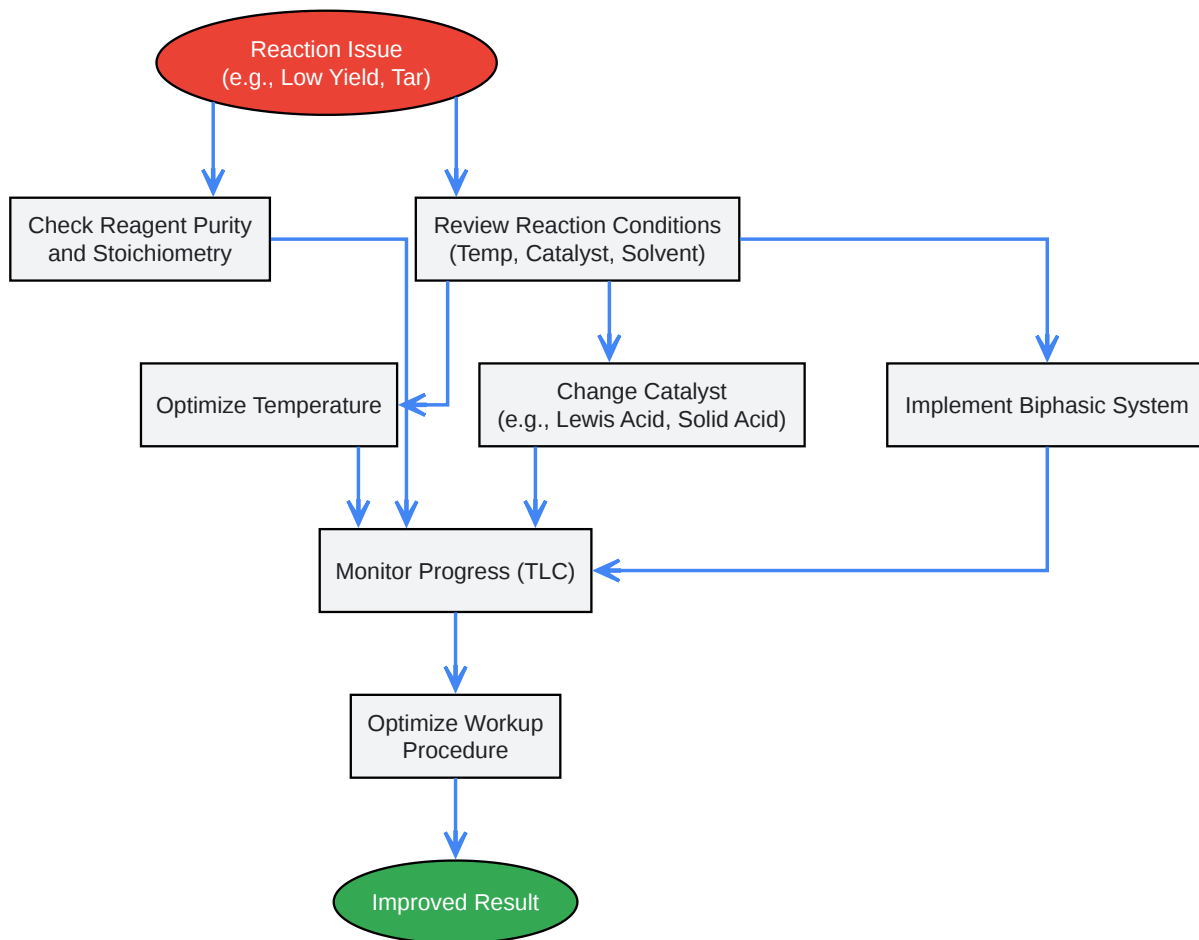 Reaction Issue
(e.g., Low Yield, Tar)
Check Reagent Purity
and Stoichiometry
Review Reaction Conditions
(Temp, Catalyst, Solvent)
Optimize Temperature
Change Catalyst
(e.g., Lewis Acid, Solid Acid)
Implement Biphasic System
Monitor Progress (TLC)
Optimize Workup
Procedure
Improved Result